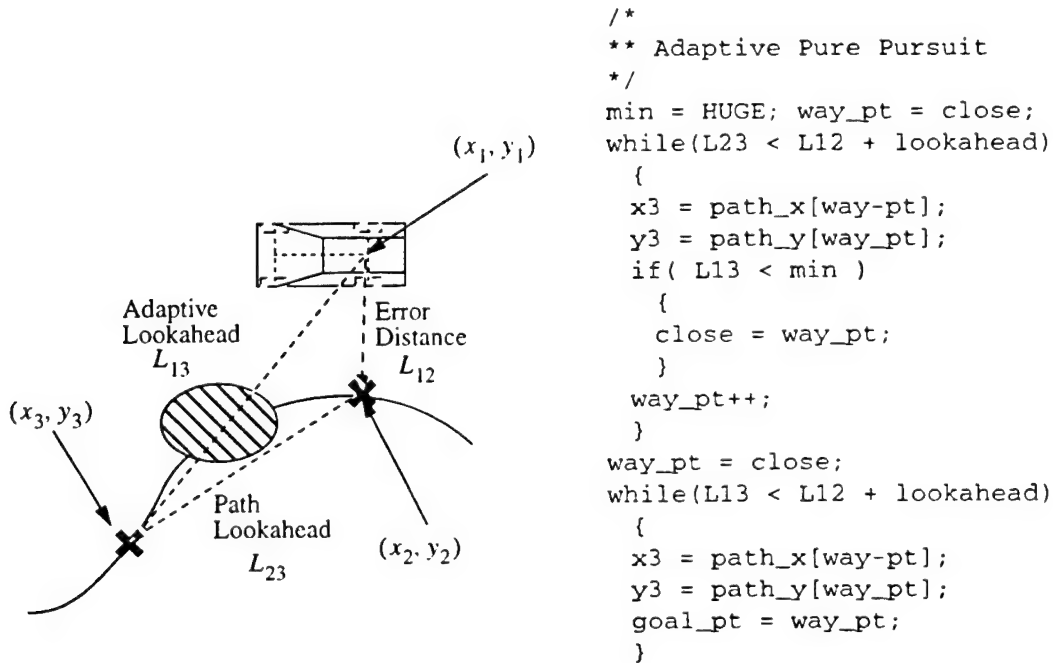 (x1, y1)
Adaptive
Lookahead
L13
Error
Distance
L12
(x3, y3)
Path
Lookahead
L23
(x2, y2)
/*
** Adaptive Pure Pursuit
*/
min = HUGE; way_pt = close;
while(L23 < L12 + lookahead)
{
x3 = path_x[way-pt];
y3 = path_y[way_pt];
if( L13 < min )
{
close = way_pt;
}
way_pt++;
}
way_pt = close;
while(L13 < L12 + lookahead)
{
x3 = path_x[way-pt];
y3 = path_y[way_pt];
goal_pt = way_pt;
}